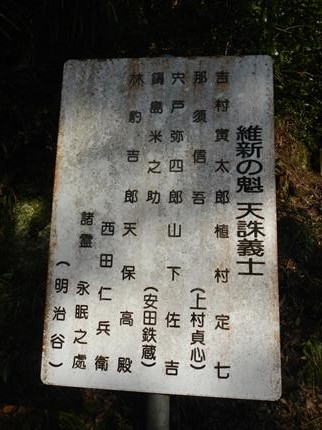 維新の魁 天誅義士
吉村寅太郎 植村定七
那須信吾 (上村貞心)
宍戸弥四郎 山下佐吉
鍋島米之助 (安田鉄蔵)
林豹吉郎 天保高殿
西田仁兵衛
諸霊 永眠之處
(明治谷)